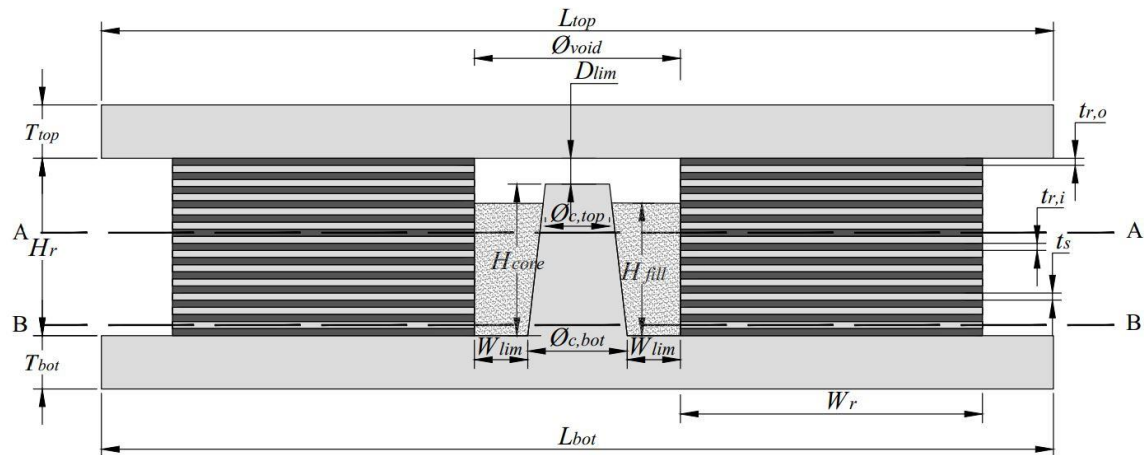 Ltop
Øvoid
Dlim
Ttop
tr,o
tr,i
ts
A
A
Hr
Øc,top
Hcore
Hfill
B
B
Tbot
Wlim
Øc,bot
Wlim
Wr
Lbot